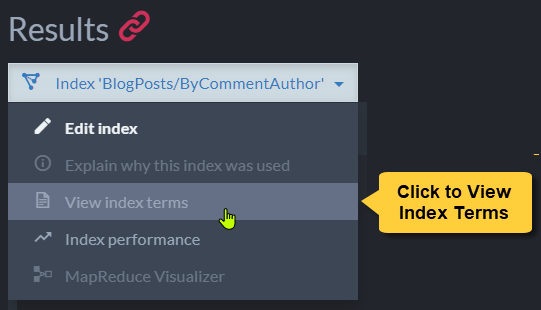 Results
Index 'BlogPosts/ByCommentAuthor'
Edit index
Explain why this index was used
View index terms
Index performance
MapReduce Visualizer
Click to View
Index Terms